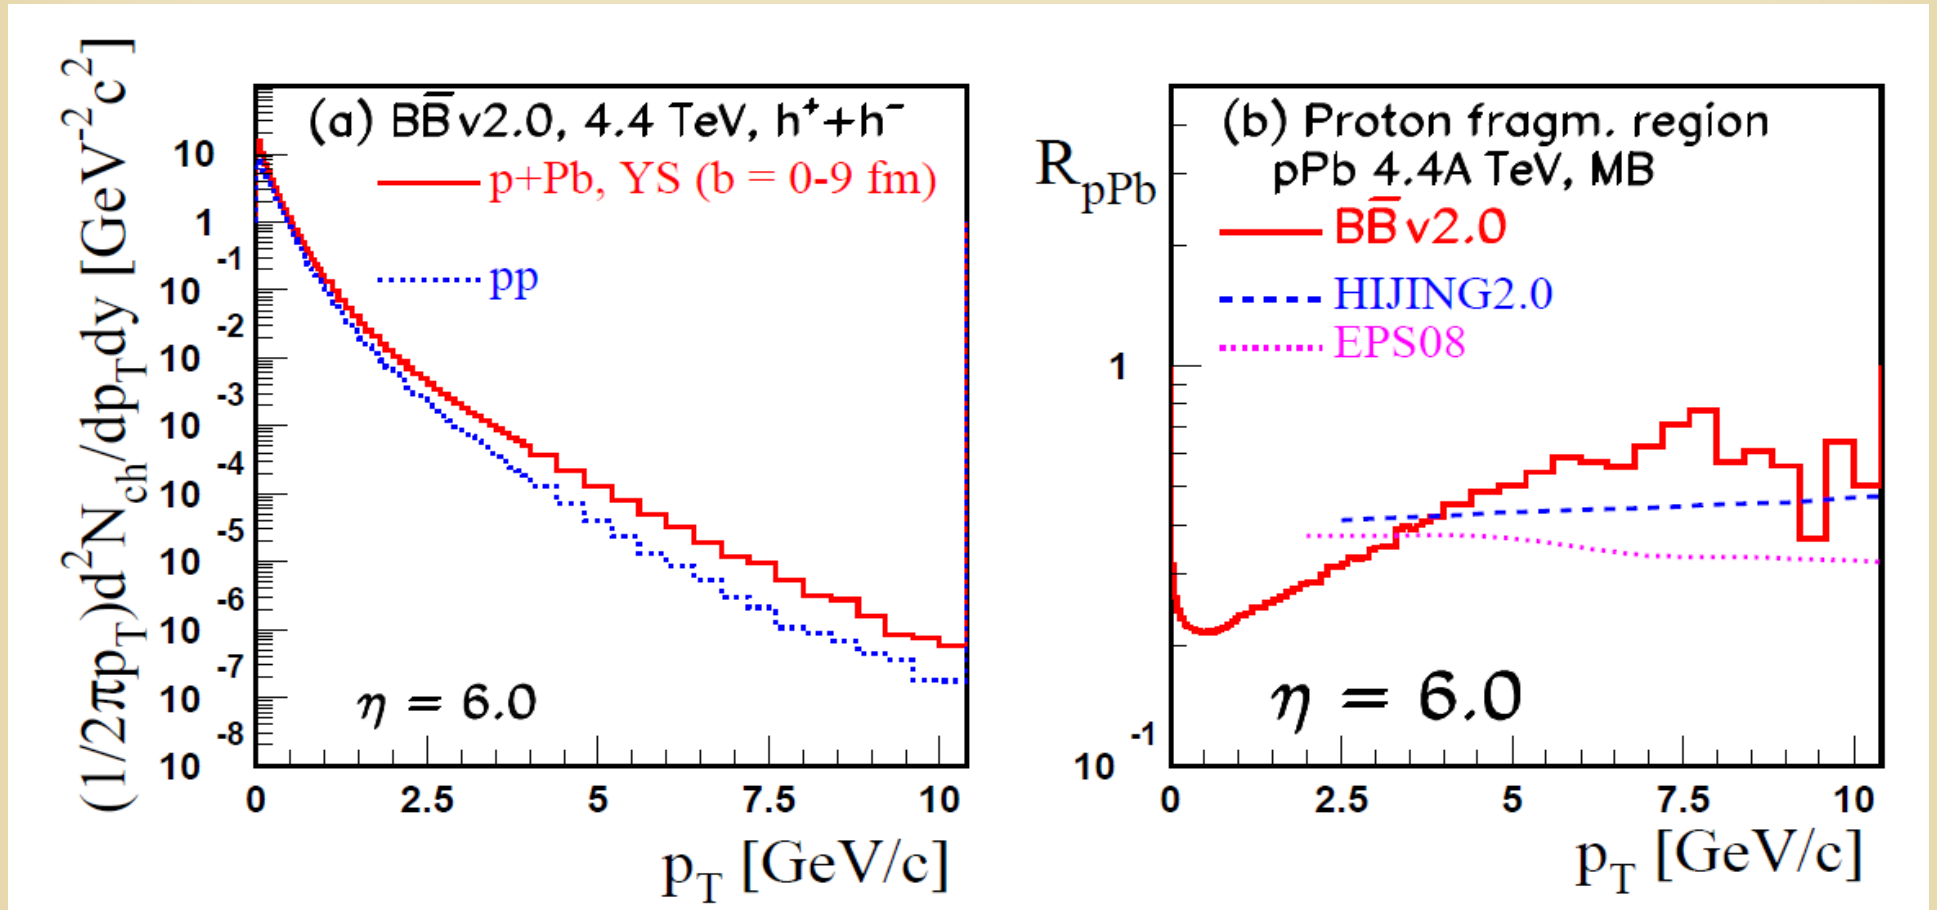 (1/2πp_T)d²N_ch/dp_Tdy [GeV⁻²c²]
(a) BB̅ v2.0, 4.4 TeV, h⁺+h⁻
p+Pb, YS (b = 0-9 fm)
pp
η = 6.0
10
1
10⁻¹
10⁻²
10⁻³
10⁻⁴
10⁻⁵
10⁻⁶
10⁻⁷
10⁻⁸
0 2.5 5 7.5 10
p_T [GeV/c]
R_pPb
(b) Proton fragm. region
pPb 4.4A TeV, MB
BB̅ v2.0
HIJING2.0
EPS08
η = 6.0
1
10⁻¹
0 2.5 5 7.5 10
p_T [GeV/c]